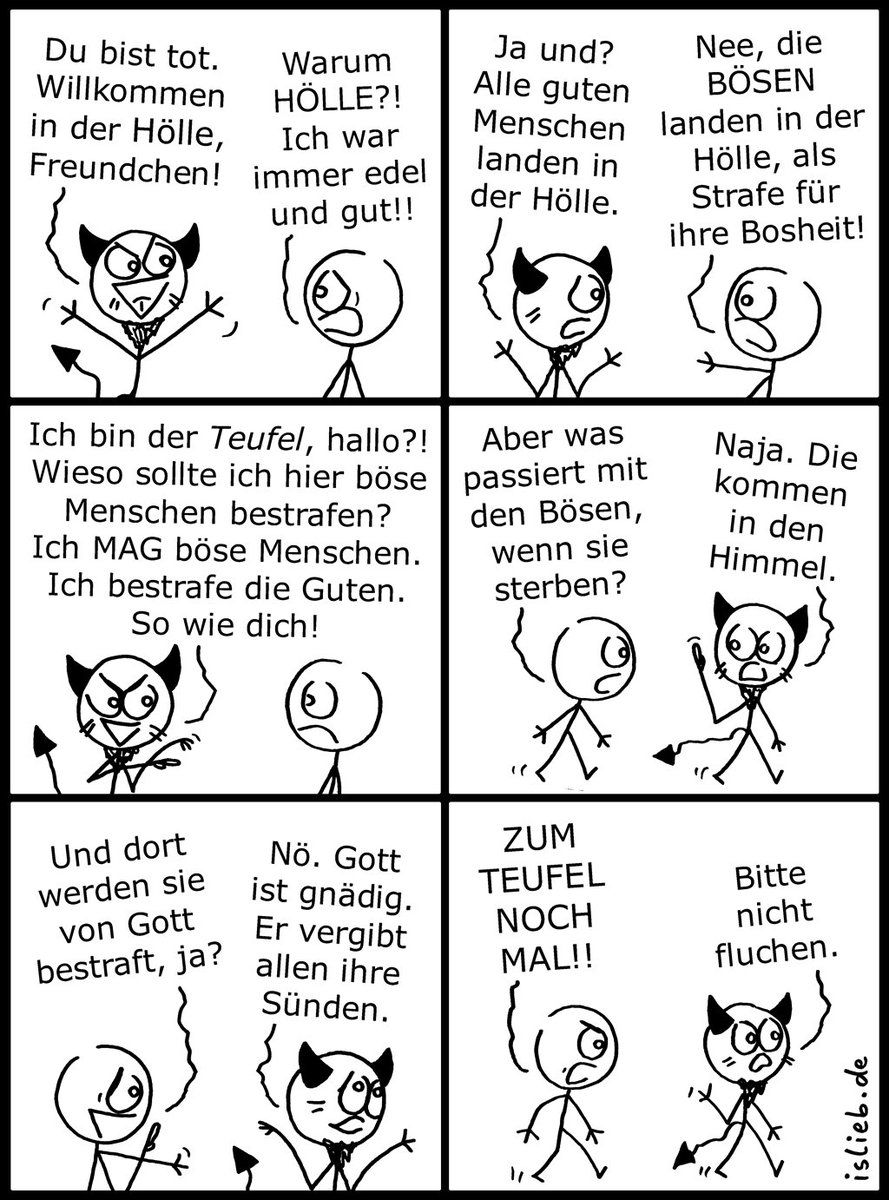 Du bist tot.
Willkommen
in der Hölle,
Freundchen!
Warum
HÖLLE?!
Ich war
immer edel
und gut!!
Ja und?
Alle guten
Menschen
landen in
der Hölle.
Nee, die
BÖSEN
landen in der
Hölle, als
Strafe für
ihre Bosheit!
Ich bin der Teufel, hallo?!
Wieso sollte ich hier böse
Menschen bestrafen?
Ich MAG böse Menschen.
Ich bestrafe die Guten.
So wie dich!
Aber was
passiert mit
den Bösen,
wenn sie
sterben?
Naja. Die
kommen
in den
Himmel.
Und dort
werden sie
von Gott
bestraft, ja?
Nö. Gott
ist gnädig.
Er vergibt
allen ihre
Sünden.
ZUM
TEUFEL
NOCH
MAL!!
Bitte
nicht
fluchen.
islieb.de